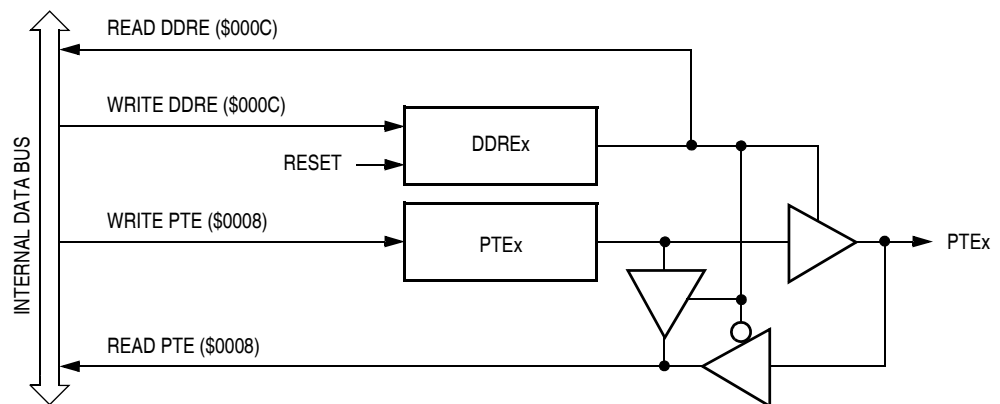 READ DDRE ($000C)
WRITE DDRE ($000C)
DDREx
RESET
INTERNAL DATA BUS
WRITE PTE ($0008)
PTEx
PTEx
READ PTE ($0008)